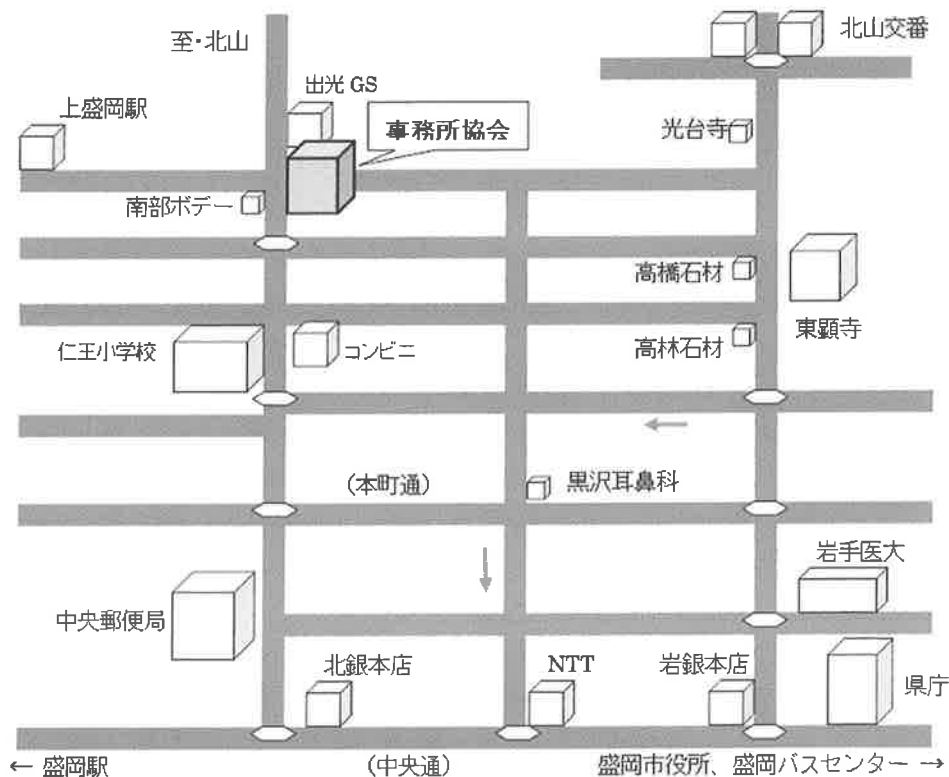 北山交番
至・北山
出光 GS
上盛岡駅
事務所協会
光台寺
南部ボデー
高橋石材
東顕寺
仁王小学校
コンビニ
高林石材
(本町通)
黒沢耳鼻科
岩手医大
中央郵便局
北銀本店
NTT
岩銀本店
県庁
← 盛岡駅
(中央通)
盛岡市役所、盛岡バスセンター →